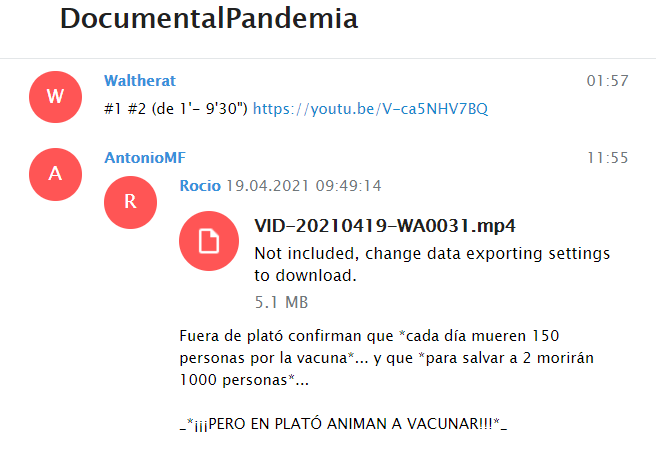 DocumentalPandemia
Waltherat
01:57
#1 #2 (de 1'- 9'30") https://youtu.be/V-ca5NHV7BQ
W
AntonioMF
11:55
A
Rocio 19.04.2021 09:49:14
R
VID-20210419-WA0031.mp4
Not included, change data exporting settings
to download.
5.1 MB
Fuera de plató confirman que *cada día mueren 150
personas por la vacuna*... y que *para salvar a 2 morirán
1000 personas*...
_*¡¡¡PERO EN PLATÓ ANIMAN A VACUNAR!!!*_